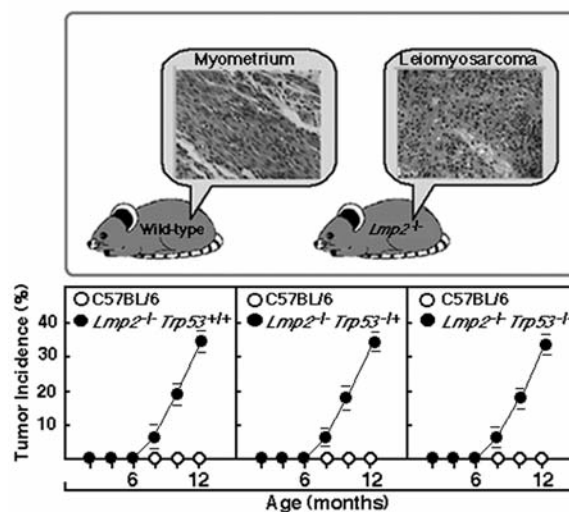 Myometrium
Leiomyosarcoma
Wild-type
Lmp2-/-
C57BL/6
Lmp2-/- Trp53+/+
C57BL/6
Lmp2-/- Trp53-/+
C57BL/6
Lmp2-/- Trp53-/-
Tumor Incidence (%)
40
30
20
10
6
12
6
12
6
12
Age (months)